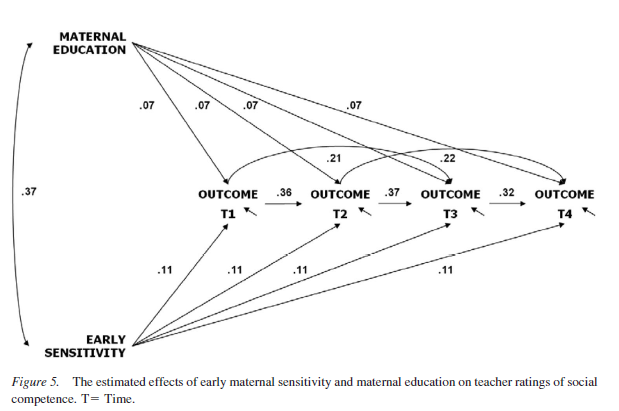 MATERNAL
EDUCATION
.07
.07
.07
.07
.21
.22
.37
OUTCOME
T1
.36
OUTCOME
T2
.37
OUTCOME
T3
.32
OUTCOME
T4
.11
.11
.11
.11
EARLY
SENSITIVITY
Figure 5. The estimated effects of early maternal sensitivity and maternal education on teacher ratings of social
competence. T= Time.